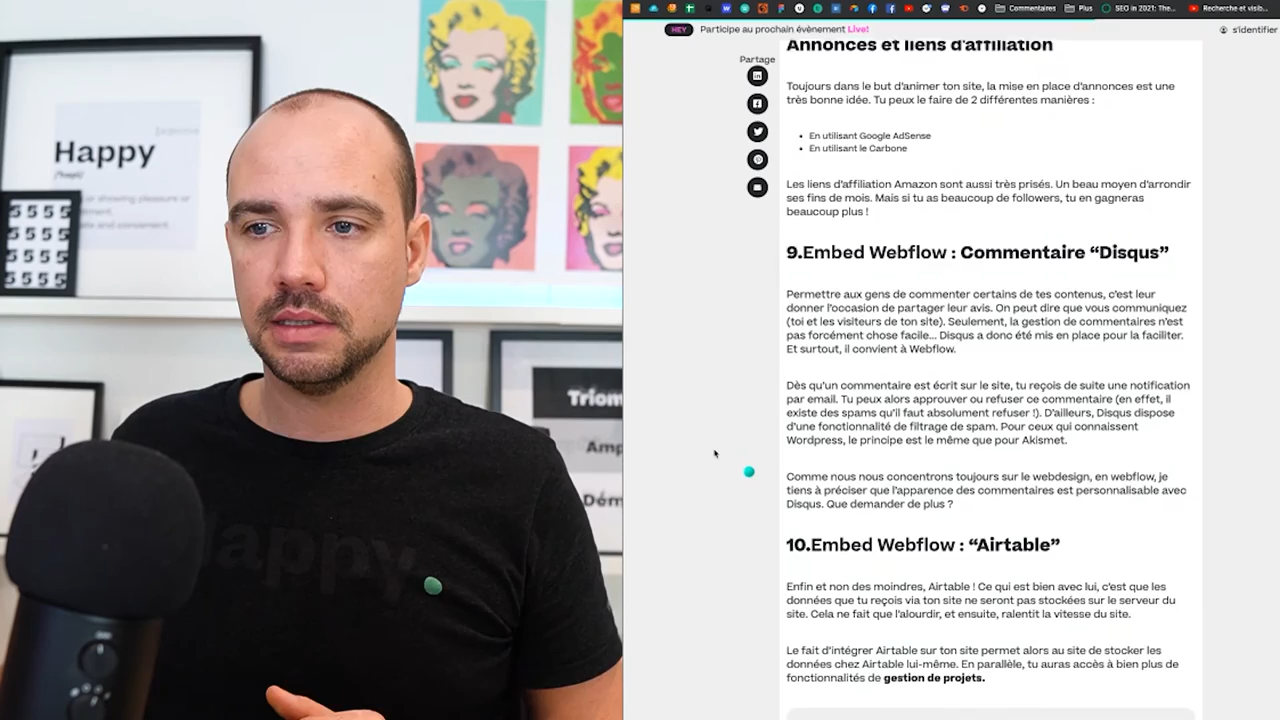 Happy
5 5 5 5
5 5 5 5
5 5 5 5
5 5 5 5
Happy.
Commentaires
Plus
SEO in 2021: The...
Recherche et visib...
HEY
Participe au prochain évènement Live!
s'identifier
Partage
Annonces et liens d'affiliation
Toujours dans le but d'animer ton site, la mise en place d'annonces est une
très bonne idée. Tu peux le faire de 2 différentes manières :
• En utilisant Google AdSense
• En utilisant le Carbone
Les liens d'affiliation Amazon sont aussi très prisés. Un beau moyen d'arrondir
ses fins de mois. Mais si tu as beaucoup de followers, tu en gagneras
beaucoup plus !
9.Embed Webflow : Commentaire “Disqus”
Permettre aux gens de commenter certains de tes contenus, c'est leur
donner l'occasion de partager leur avis. On peut dire que vous communiquez
(toi et les visiteurs de ton site). Seulement, la gestion de commentaires n'est
pas forcément chose facile... Disqus a donc été mis en place pour la faciliter.
Et surtout, il convient à Webflow.
Dès qu'un commentaire est écrit sur le site, tu reçois de suite une notification
par email. Tu peux alors approuver ou refuser ce commentaire (en effet, il
existe des spams qu'il faut absolument refuser !). D'ailleurs, Disqus dispose
d'une fonctionnalité de filtrage de spam. Pour ceux qui connaissent
Wordpress, le principe est le même que pour Akismet.
Comme nous nous concentrons toujours sur le webdesign, en webflow, je
tiens à préciser que l'apparence des commentaires est personnalisable avec
Disqus. Que demander de plus ?
10.Embed Webflow : “Airtable”
Enfin et non des moindres, Airtable ! Ce qui est bien avec lui, c'est que les
données que tu reçois via ton site ne seront pas stockées sur le serveur du
site. Cela ne fait que l'alourdir, et ensuite, ralentit la vitesse du site.
Le fait d'intégrer Airtable sur ton site permet alors au site de stocker les
données chez Airtable lui-même. En parallèle, tu auras accès à bien plus de
fonctionnalités de gestion de projets.